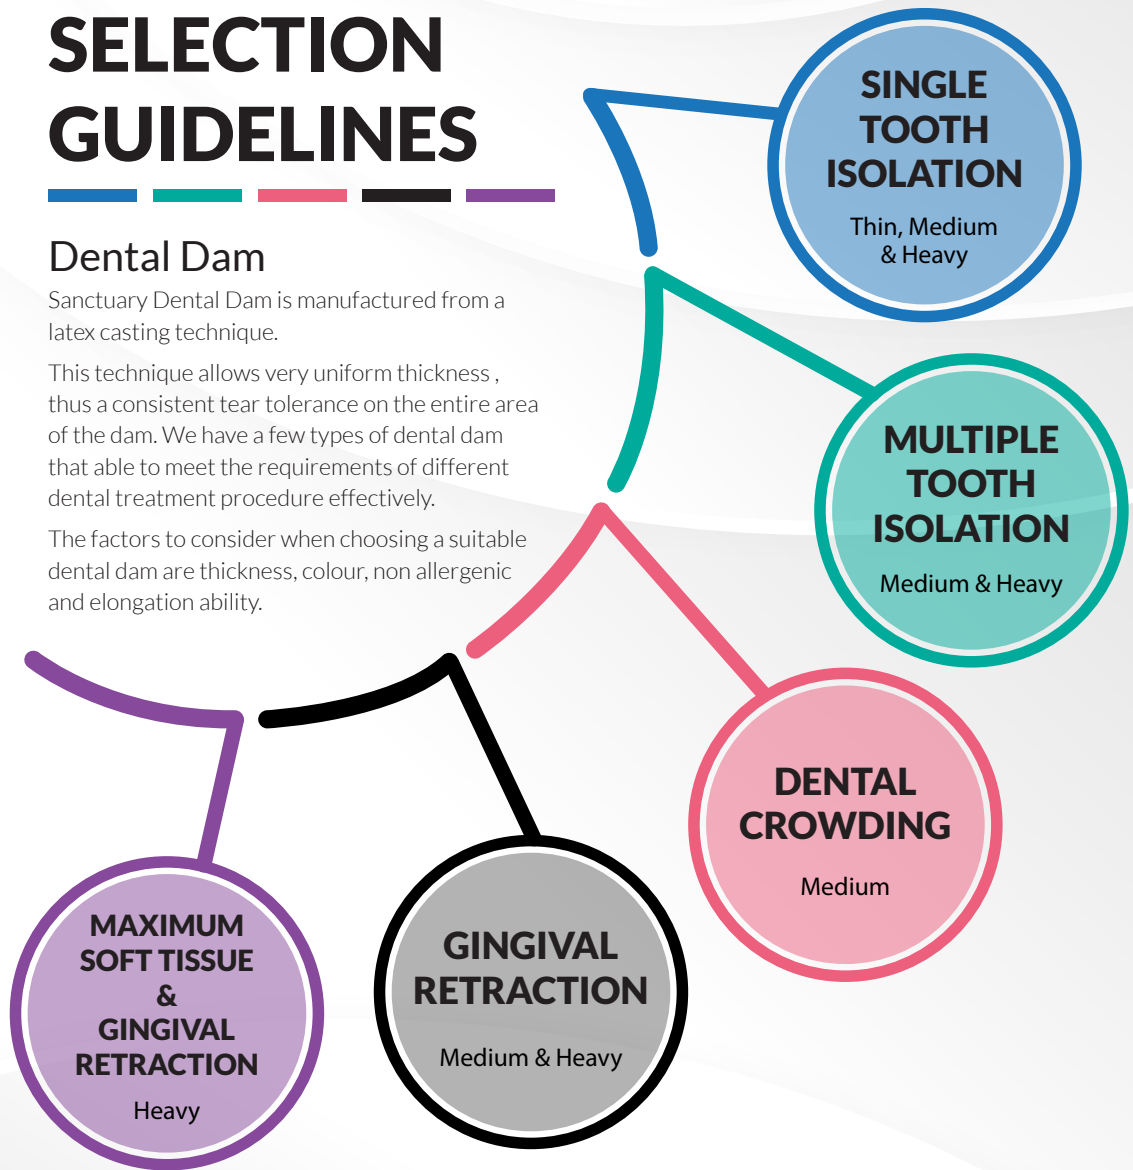 SELECTION
GUIDELINES
Dental Dam
Sanctuary Dental Dam is manufactured from a
latex casting technique.
This technique allows very uniform thickness ,
thus a consistent tear tolerance on the entire area
of the dam. We have a few types of dental dam
that able to meet the requirements of different
dental treatment procedure effectively.
The factors to consider when choosing a suitable
dental dam are thickness, colour, non allergenic
and elongation ability.
SINGLE
TOOTH
ISOLATION
Thin, Medium
& Heavy
MULTIPLE
TOOTH
ISOLATION
Medium & Heavy
DENTAL
CROWDING
Medium
GINGIVAL
RETRACTION
Medium & Heavy
MAXIMUM
SOFT TISSUE
&
GINGIVAL
RETRACTION
Heavy